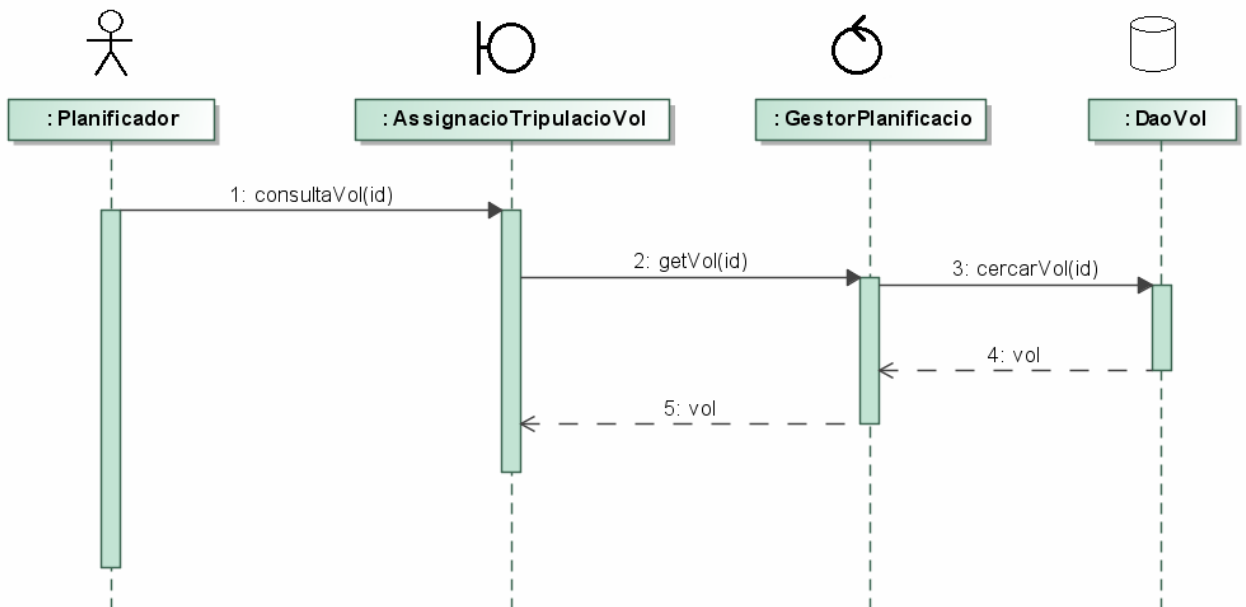 : Planificador
: AssignacioTripulacioVol
: GestorPlanificacio
: DaoVol
1: consultaVol(id)
2: getVol(id)
3: cercarVol(id)
4: vol
5: vol